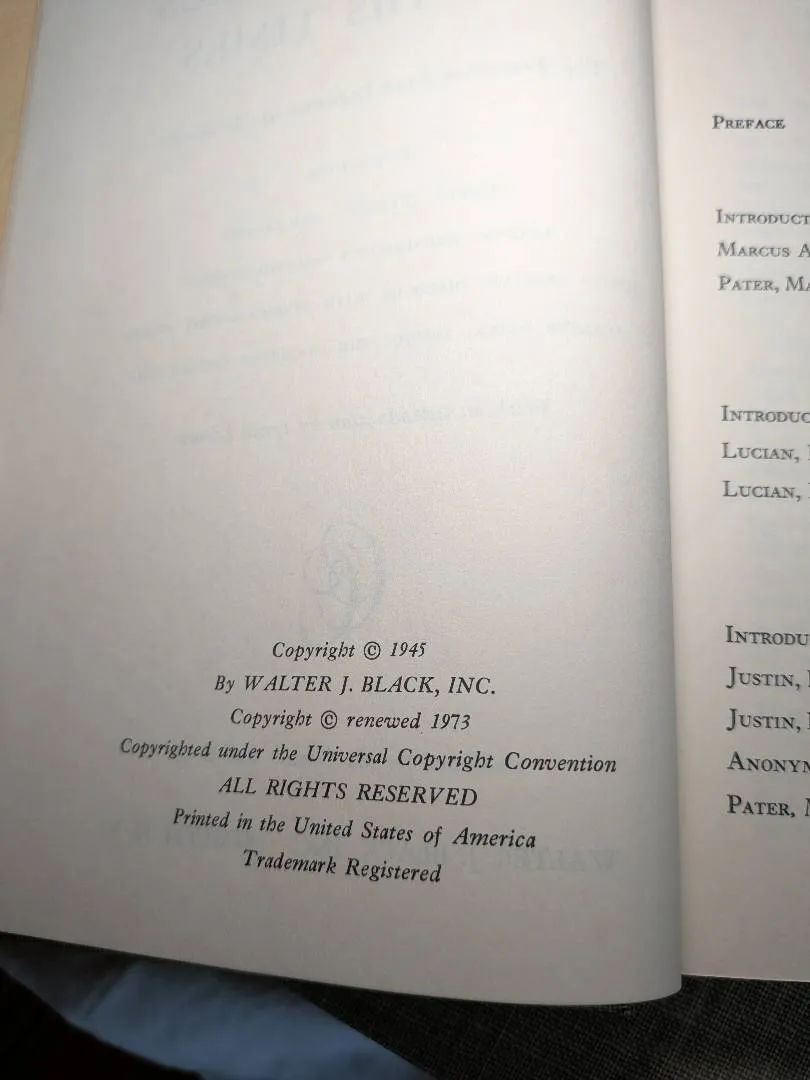 Copyright © 1945
By WALTER J. BLACK, INC.
Copyright © renewed 1973
Copyrighted under the Universal Copyright Convention
ALL RIGHTS RESERVED
Printed in the United States of America
Trademark Registered
PREFACE
INTRODUCT
MARCUS A
PATER, MA
INTRODUC
LUCIAN,
LUCIAN,
INTRODU
JUSTIN,
JUSTIN,
ANONYM
PATER, M